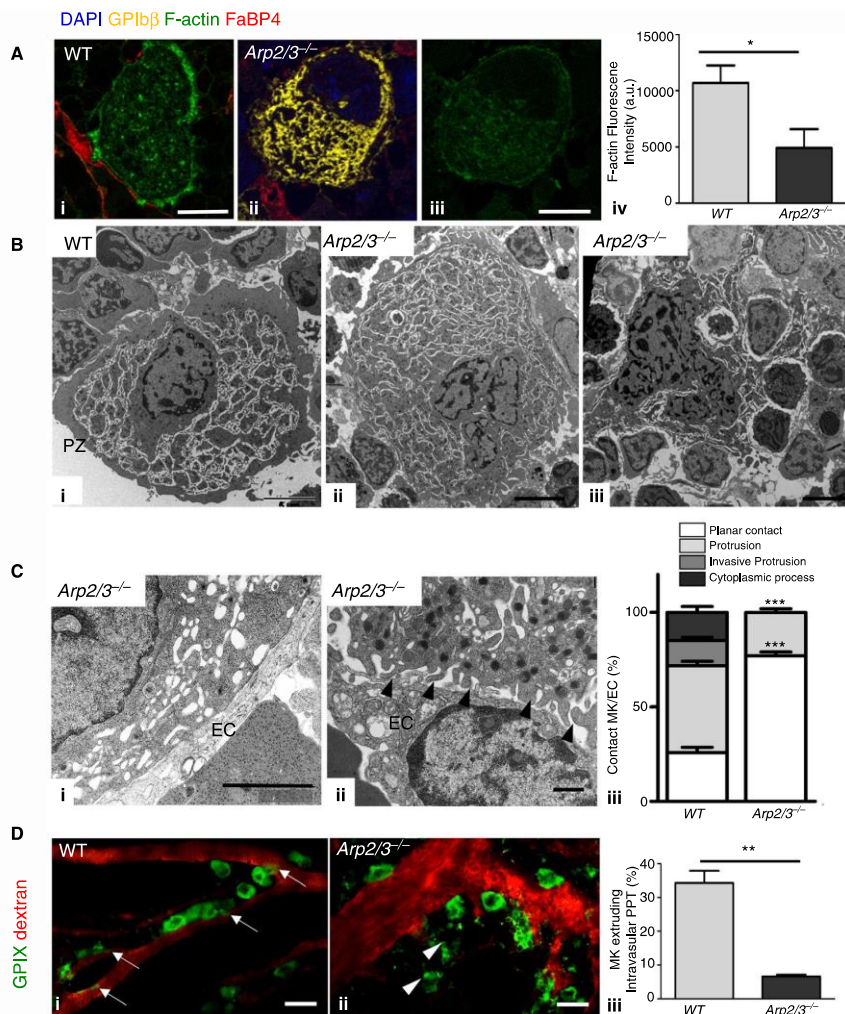 DAPI GPIbβ F-actin FaBP4
A
WT
i
Arp2/3–/–
ii
iii
F-actin Fluorescene
Intensity (a.u.)
15000
10000
5000
0
*
iv
WT
Arp2/3–/–
B
WT
PZ
i
Arp2/3–/–
ii
Arp2/3–/–
iii
C
Arp2/3–/–
EC
i
Arp2/3–/–
EC
ii
Planar contact
Protrusion
Invasive Protrusion
Cytoplasmic process
Contact MK/EC (%)
100
50
0
***
***
iii
WT
Arp2/3–/–
D
GPIX dextran
WT
i
Arp2/3–/–
ii
MK extruding
Intravasular PPT (%)
40
30
20
10
0
**
iii
WT
Arp2/3–/–